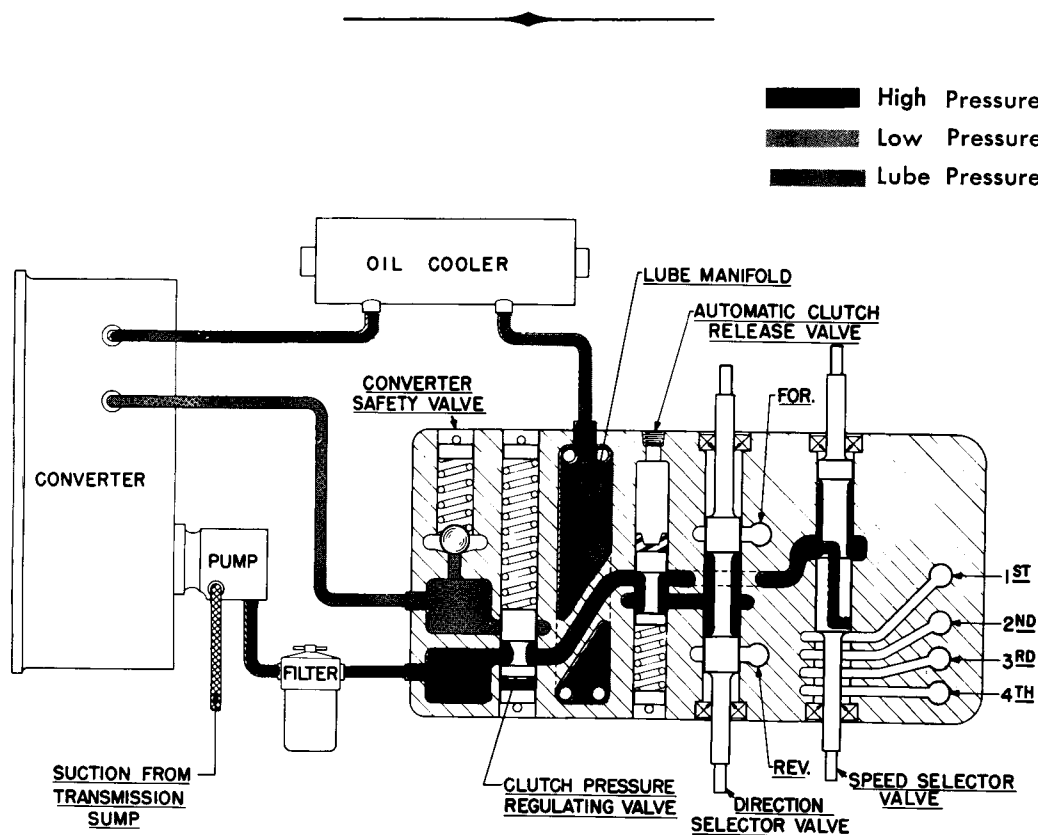 High Pressure
Low Pressure
Lube Pressure
OIL COOLER
LUBE MANIFOLD
AUTOMATIC CLUTCH
RELEASE VALVE
CONVERTER
SAFETY VALVE
FOR.
CONVERTER
PUMP
1ST
2ND
3RD
4TH
FILTER
SUCTION FROM
TRANSMISSION
SUMP
CLUTCH PRESSURE
REGULATING VALVE
REV.
DIRECTION
SELECTOR VALVE
SPEED SELECTOR
VALVE